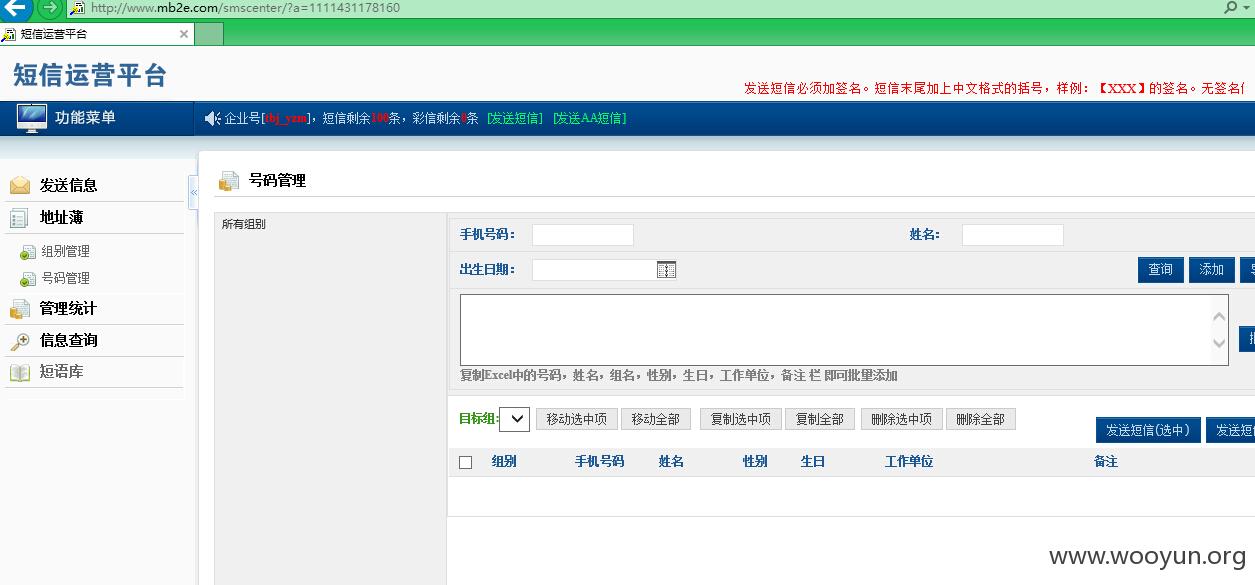 http://www.mb2e.com/smscenter/?a=1111431178160
短信运营平台
短信运营平台
发送短信必须加签名。短信末尾加上中文格式的括号，样例：【XXX】的签名。无签名
功能菜单
企业号[tbj_yzm]，短信剩余100条，彩信剩余0条 [发送短信] [发送AA短信]
发送信息
地址薄
组别管理
号码管理
管理统计
信息查询
短语库
号码管理
所有组别
手机号码：
姓名：
出生日期：
查询
添加
复制Excel中的号码，姓名，组名，性别，生日，工作单位，备注 栏 即可批里添加
目标组:
移动选中项
移动全部
复制选中项
复制全部
删除选中项
删除全部
发送短信(选中)
发送短信
组别 手机号码 姓名 性别 生日 工作单位 备注
www.wooyun.org